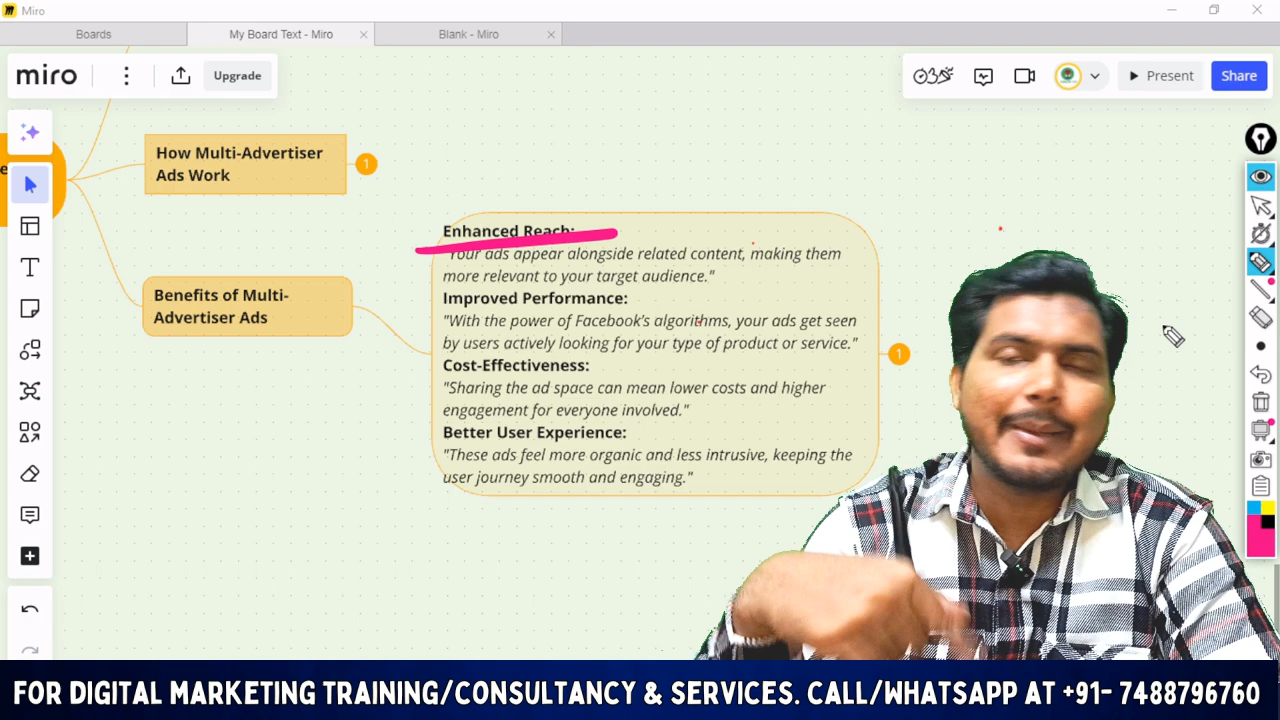 Miro
Boards
My Board Text - Miro
Blank - Miro
miro
Upgrade
Present
Share
How Multi-Advertiser
Ads Work
1
Benefits of Multi-
Advertiser Ads
Enhanced Reach:
"Your ads appear alongside related content, making them
more relevant to your target audience."
Improved Performance:
"With the power of Facebook's algorithms, your ads get seen
by users actively looking for your type of product or service."
Cost-Effectiveness:
"Sharing the ad space can mean lower costs and higher
engagement for everyone involved."
Better User Experience:
"These ads feel more organic and less intrusive, keeping the
user journey smooth and engaging."
1
FOR DIGITAL MARKETING TRAINING/CONSULTANCY & SERVICES. CALL/WHATSAPP AT +91- 7488796760